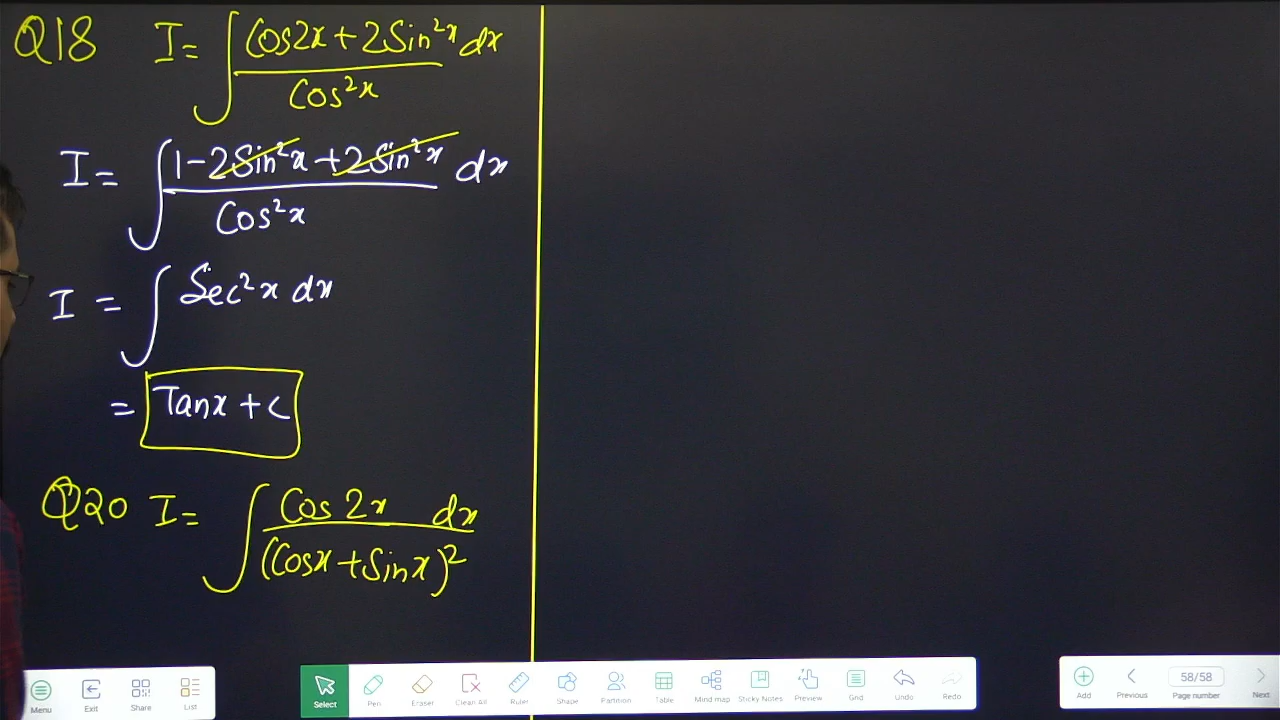 Q18 I = ∫ (Cos2x + 2Sin²x)/(Cos²x) dx
I = ∫ (1 - 2Sin²x + 2Sin²x)/(Cos²x) dx
I = ∫ Sec²x dx
= Tanx + c
Q20 I = ∫ (Cos 2x dx)/((Cosx + Sinx)²)
Menu Exit Share List Select Pen Eraser Clean All Ruler Shape Partition Table Mind map Sticky Notes Preview Grid Undo Redo Add Previous 58/58 Page number Next